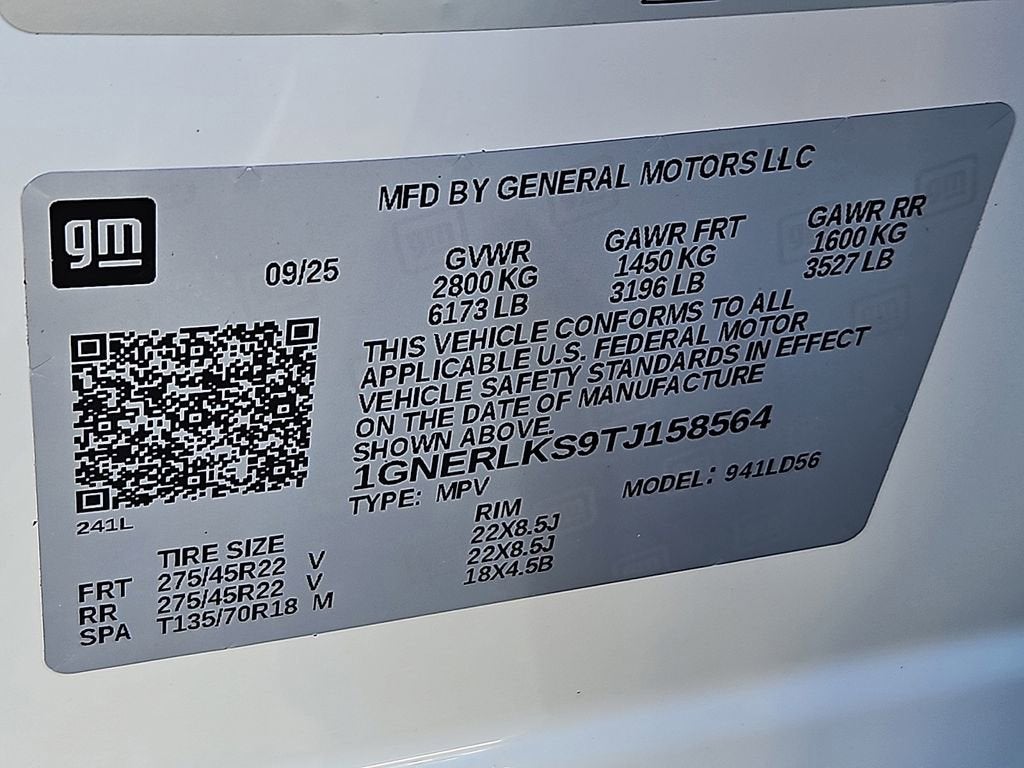 MFD BY GENERAL MOTORS LLC
gm
09/25
GVWR GAWR FRT GAWR RR
2800 KG 1450 KG 1600 KG
6173 LB 3196 LB 3527 LB
THIS VEHICLE CONFORMS TO ALL
APPLICABLE U.S. FEDERAL MOTOR
VEHICLE SAFETY STANDARDS IN EFFECT
ON THE DATE OF MANUFACTURE
SHOWN ABOVE.
1GNERLKS9TJ158564
TYPE: MPV MODEL: 941LD56
241L
TIRE SIZE RIM
FRT 275/45R22 V 22X8.5J
RR 275/45R22 V 22X8.5J
SPA T135/70R18 M 18X4.5B